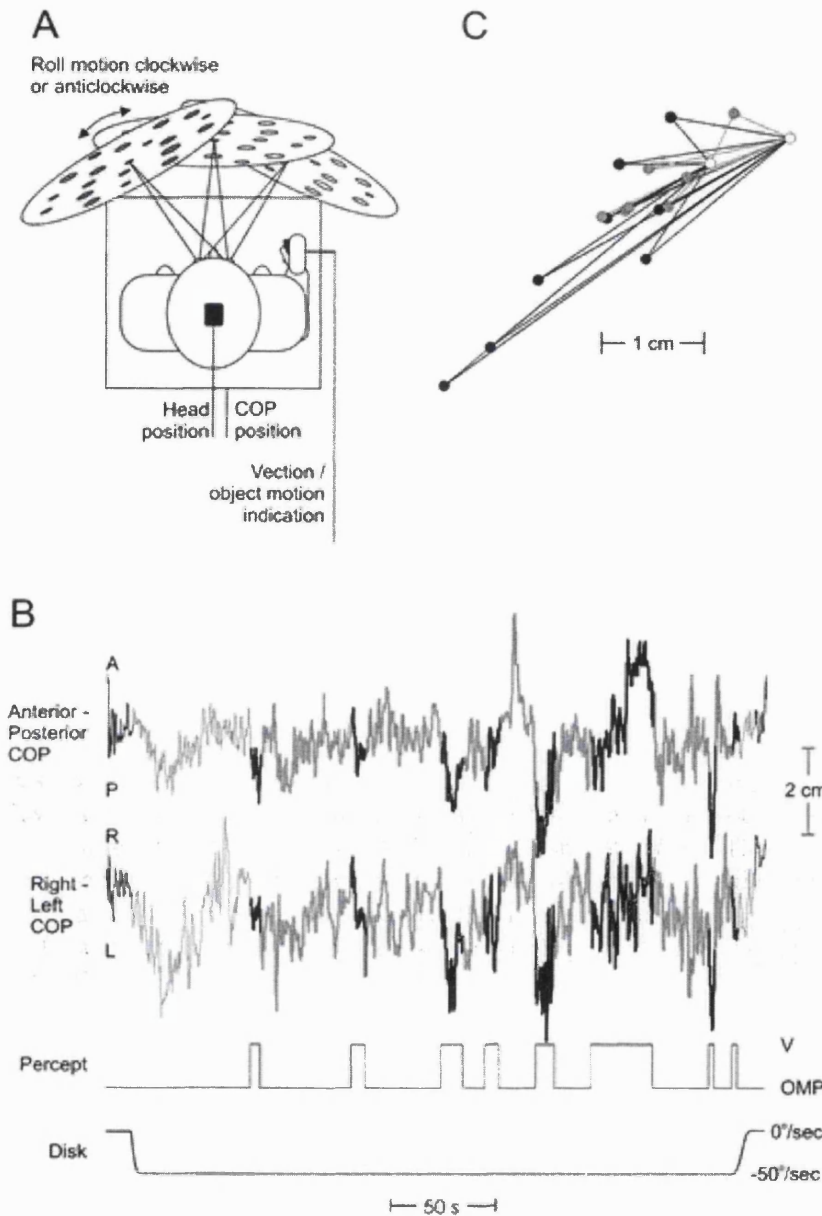 A
Roll motion clockwise
or anticlockwise
Head
position
COP
position
Vection /
object motion
indication
C
1 cm
B
A
Anterior -
Posterior
COP
P
2 cm
R
Right -
Left
COP
L
Percept
V
OMP
Disk
0°/sec
-50°/sec
50 s